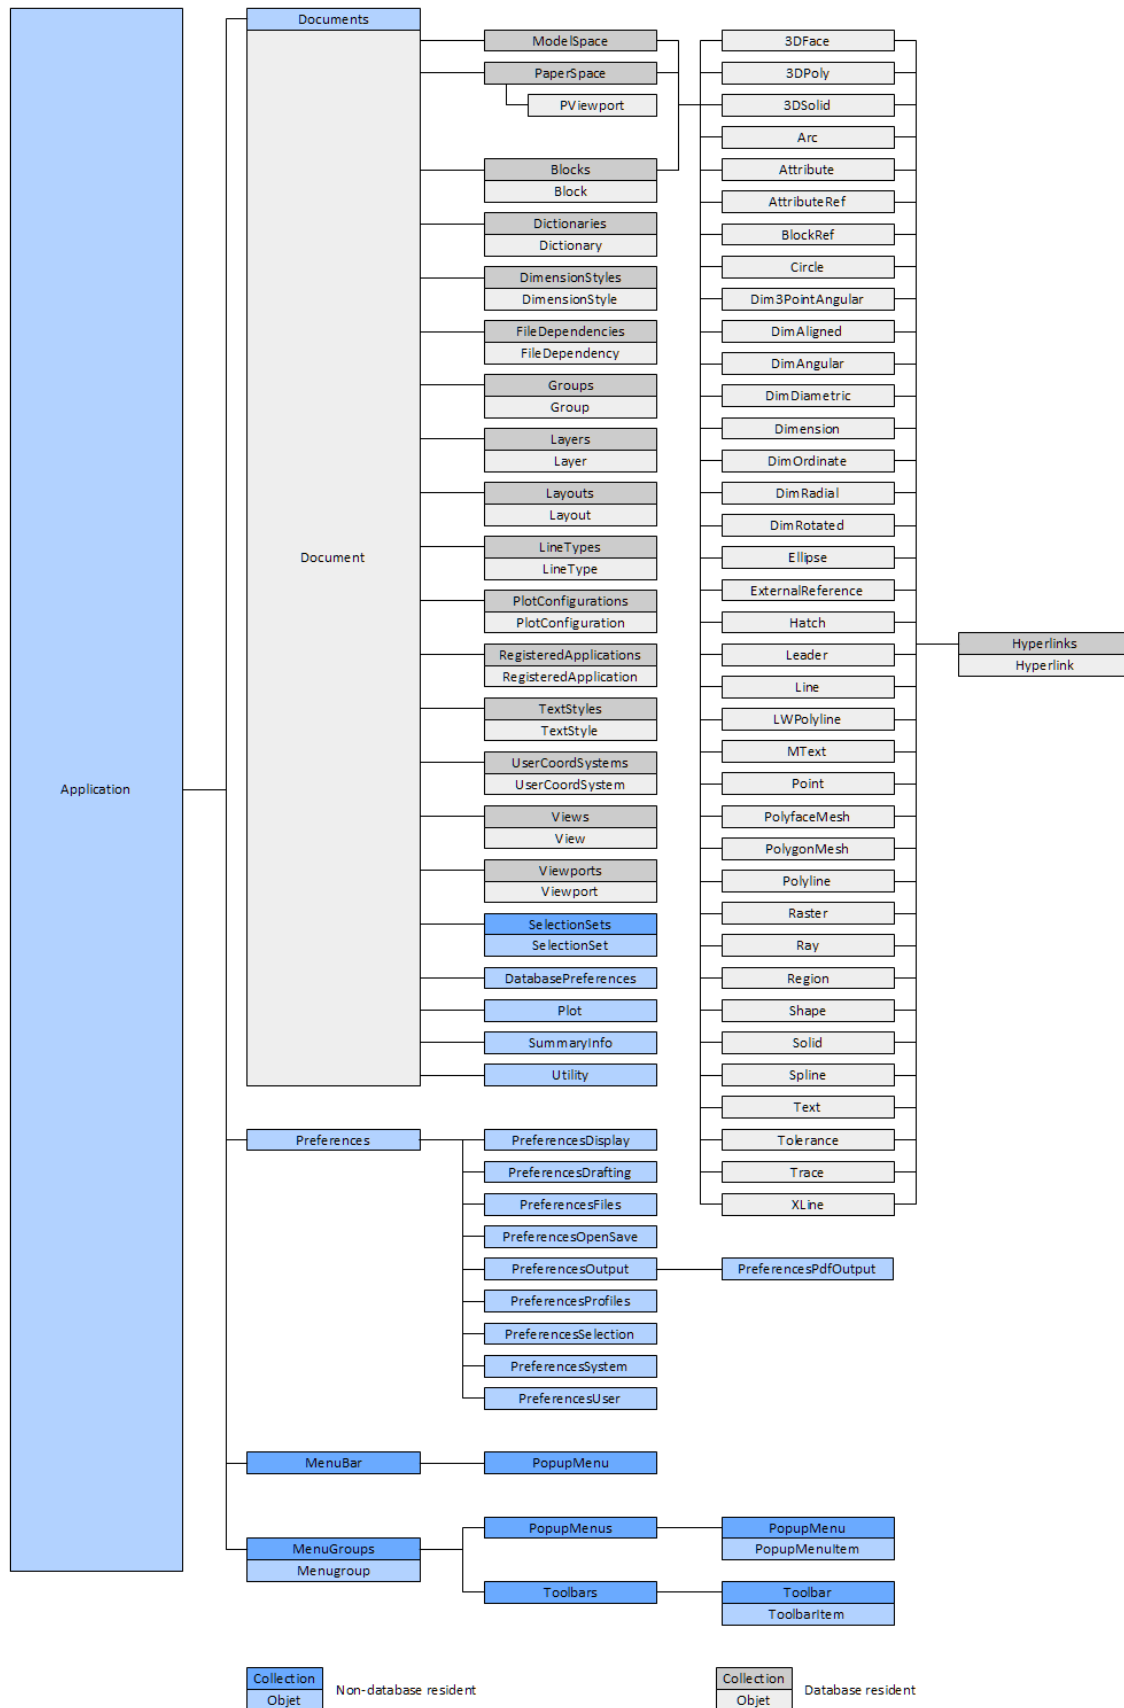 Application
Documents
Document
ModelSpace
PaperSpace
PViewport
Blocks
Block
Dictionaries
Dictionary
DimensionStyles
DimensionStyle
FileDependencies
FileDependency
Groups
Group
Layers
Layer
Layouts
Layout
LineTypes
LineType
PlotConfigurations
PlotConfiguration
RegisteredApplications
RegisteredApplication
TextStyles
TextStyle
UserCoordSystems
UserCoordSystem
Views
View
Viewports
Viewport
SelectionSets
SelectionSet
DatabasePreferences
Plot
SummaryInfo
Utility
3DFace
3DPoly
3DSolid
Arc
Attribute
AttributeRef
BlockRef
Circle
Dim3PointAngular
DimAligned
DimAngular
DimDiametric
Dimension
DimOrdinate
DimRadial
DimRotated
Ellipse
ExternalReference
Hatch
Leader
Line
LWPolyline
MText
Point
PolyfaceMesh
PolygonMesh
Polyline
Raster
Ray
Region
Shape
Solid
Spline
Text
Tolerance
Trace
XLine
Hyperlinks
Hyperlink
Preferences
PreferencesDisplay
PreferencesDrafting
PreferencesFiles
PreferencesOpenSave
PreferencesOutput
PreferencesPdfOutput
PreferencesProfiles
PreferencesSelection
PreferencesSystem
PreferencesUser
MenuBar
PopupMenu
MenuGroups
Menugroup
PopupMenus
PopupMenu
PopupMenuItem
Toolbars
Toolbar
ToolbarItem
Collection
Objet
Non-database resident
Collection
Objet
Database resident